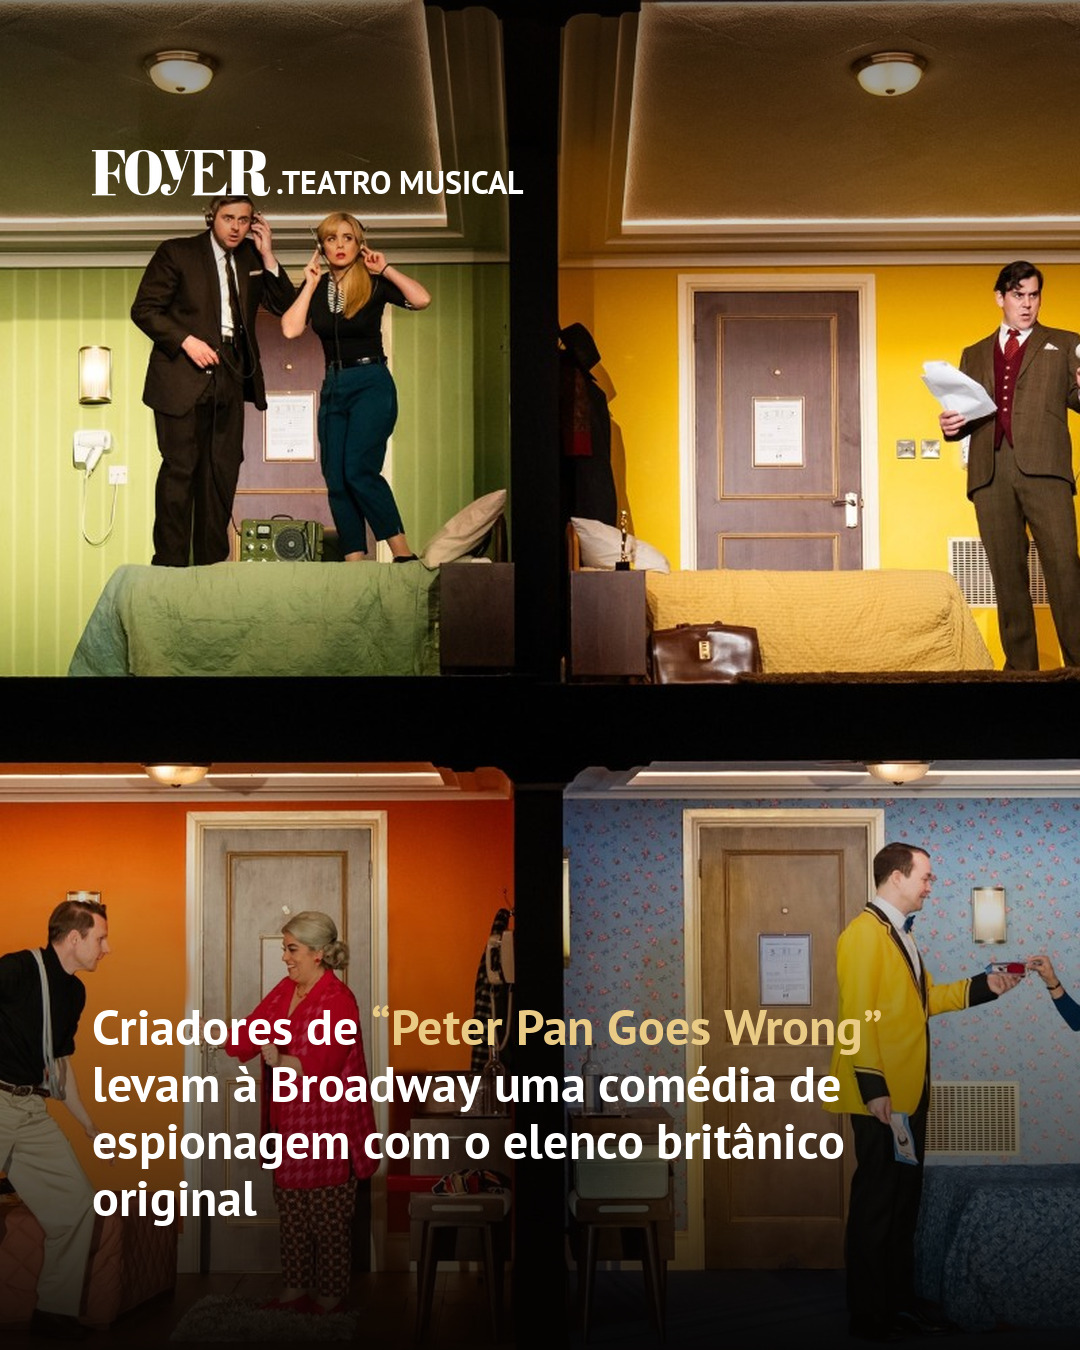 FOYER .TEATRO MUSICAL
Criadores de “Peter Pan Goes Wrong”
levam à Broadway uma comédia de
espionagem com o elenco britânico
original